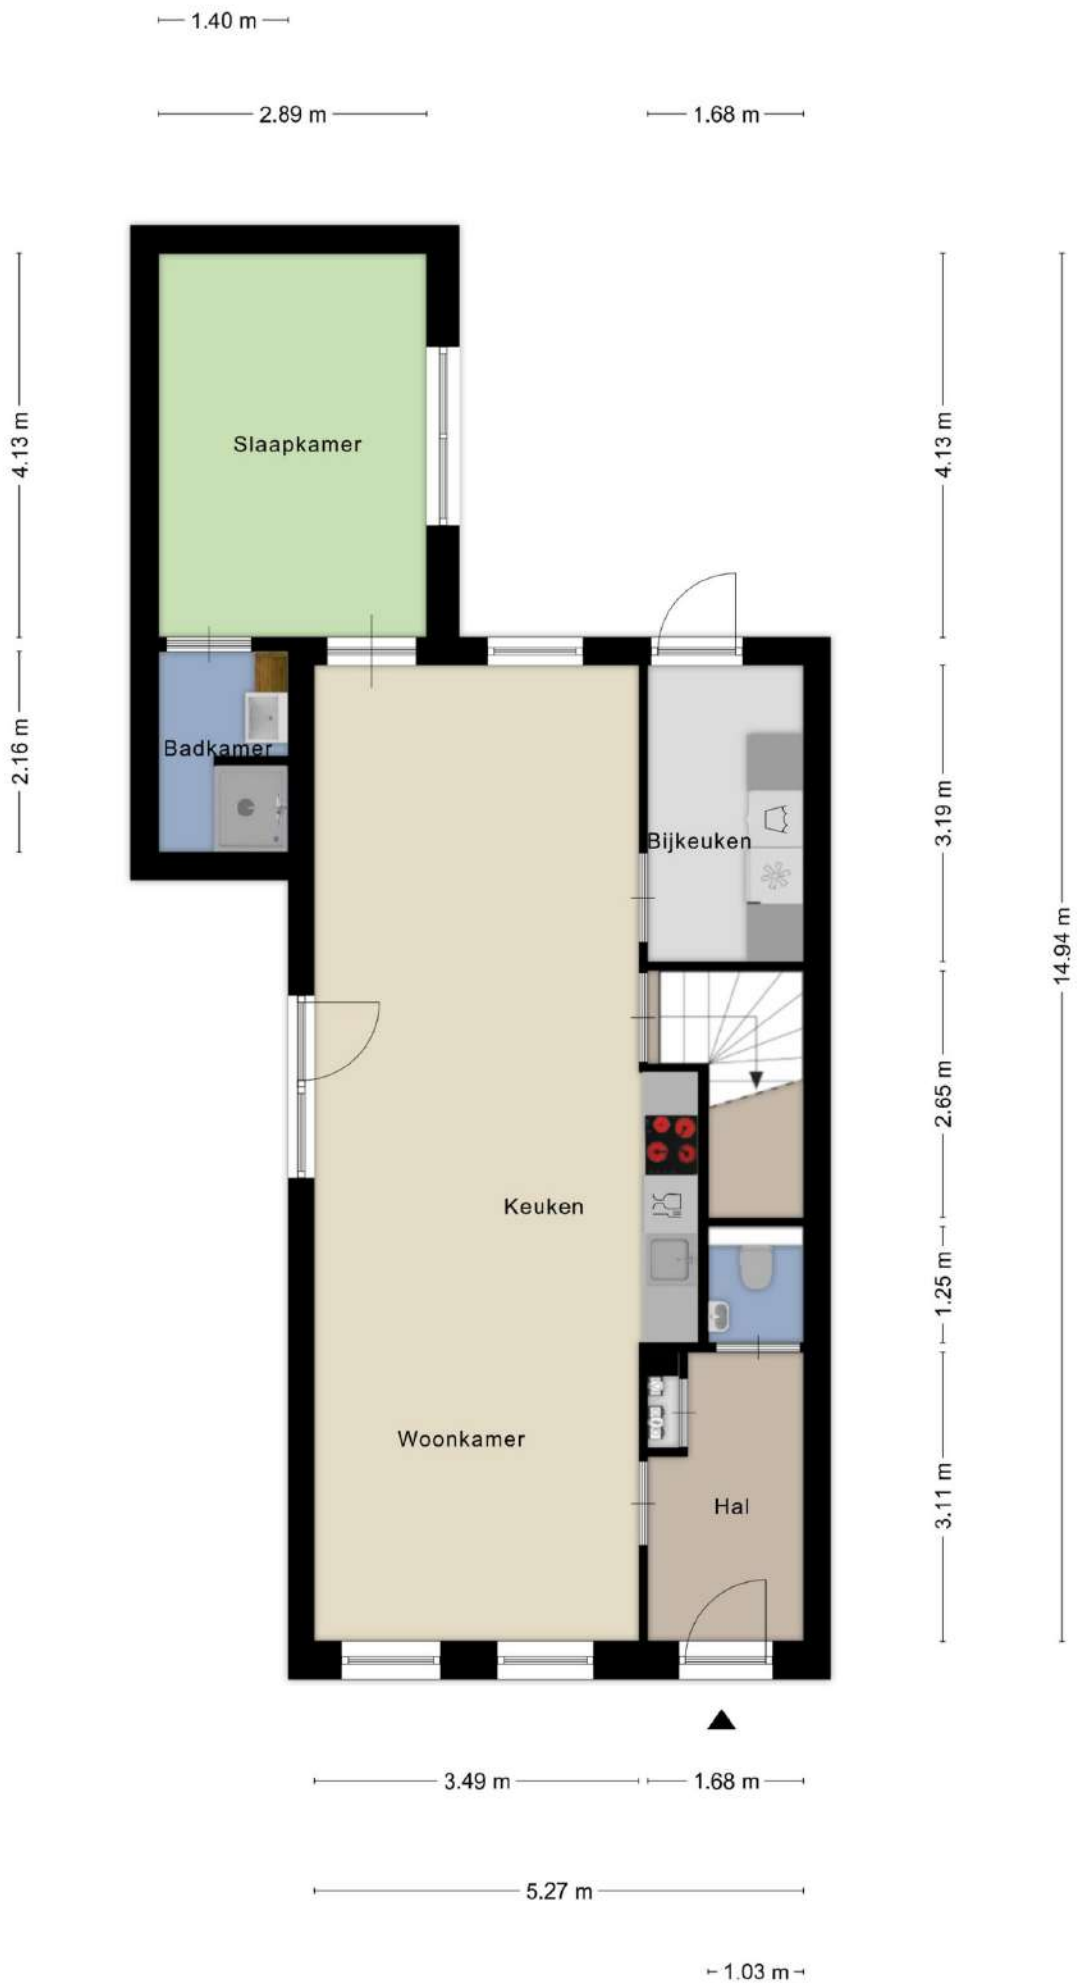 1.40 m
2.89 m
1.68 m
4.13 m
Slaapkamer
4.13 m
2.16 m
Badkamer
Bijkeuken
3.19 m
14.94 m
2.65 m
Keuken
1.25 m
Woonkamer
Hal
3.11 m
3.49 m
1.68 m
5.27 m
1.03 m